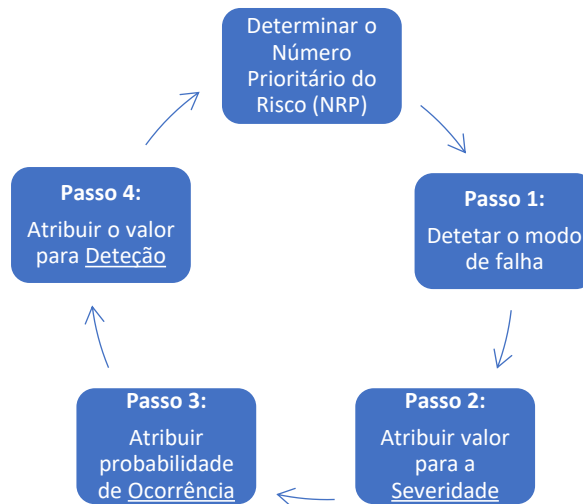 Determinar o
Número
Prioritário do
Risco (NRP)
Passo 1:
Detetar o modo
de falha
Passo 2:
Atribuir valor
para a
Severidade
Passo 3:
Atribuir
probabilidade
de Ocorrência
Passo 4:
Atribuir o valor
para Deteção